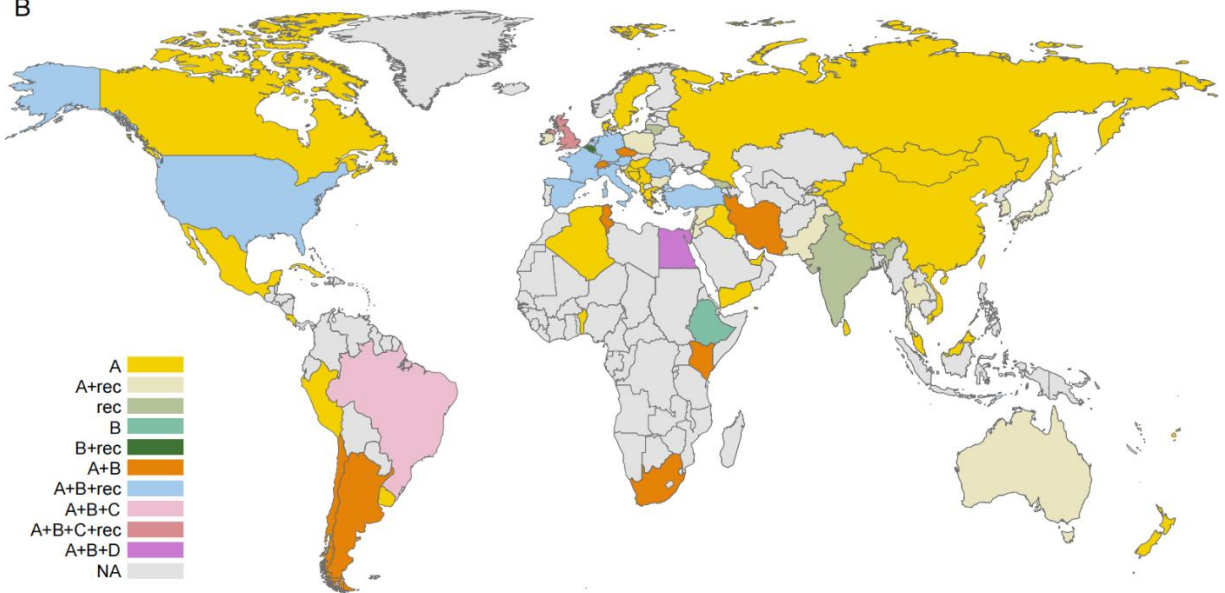 B
A
A+rec
rec
B
B+rec
A+B
A+B+rec
A+B+C
A+B+C+rec
A+B+D
NA